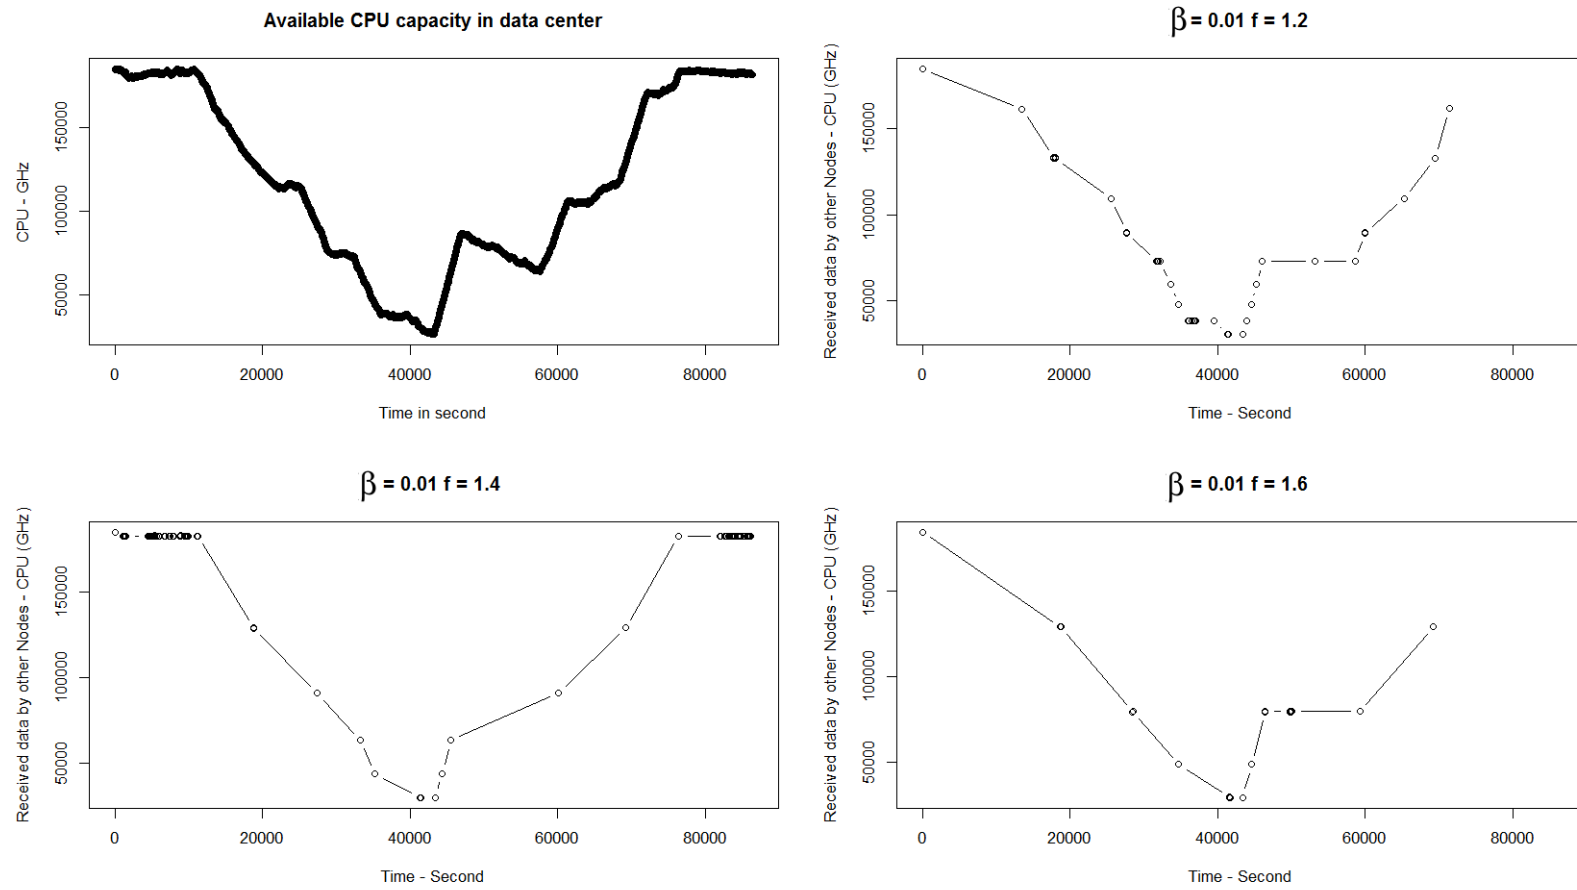 Available CPU capacity in data center
CPU - GHz
150000
100000
50000
0 20000 40000 60000 80000
Time in second
β = 0.01 f = 1.2
Received data by other Nodes - CPU (GHz)
150000
100000
50000
0 20000 40000 60000 80000
Time - Second
β = 0.01 f = 1.4
Received data by other Nodes - CPU (GHz)
150000
100000
50000
0 20000 40000 60000 80000
Time - Second
β = 0.01 f = 1.6
Received data by other Nodes - CPU (GHz)
150000
100000
50000
0 20000 40000 60000 80000
Time - Second